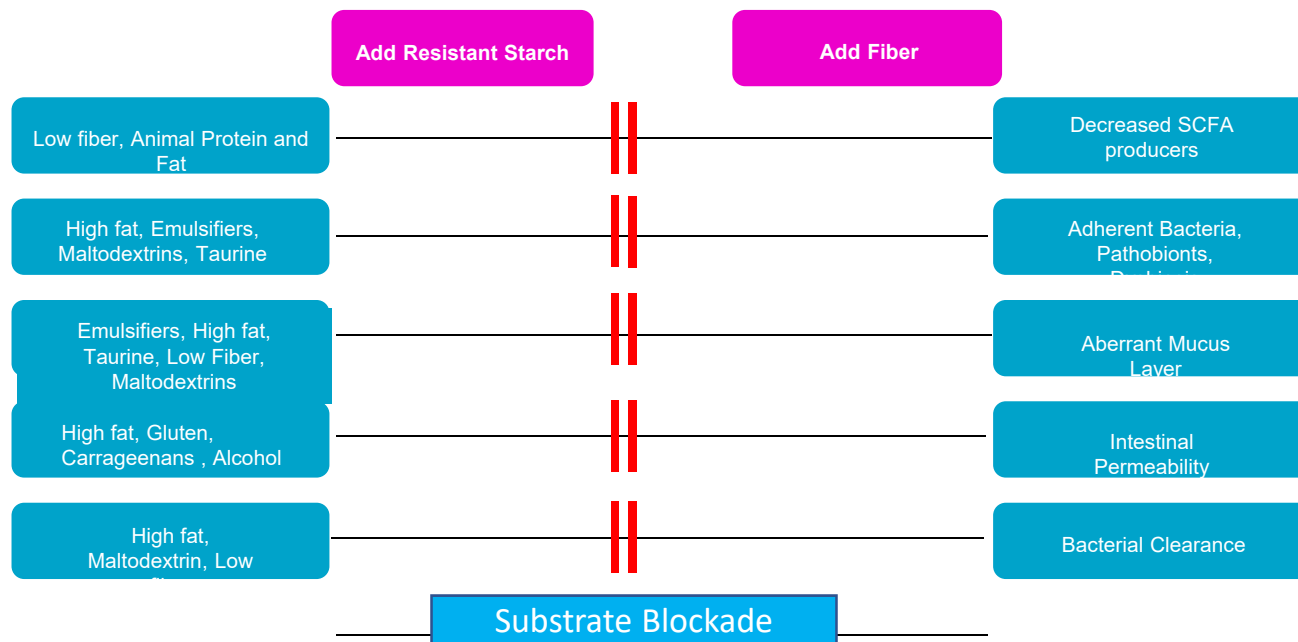 Add Resistant Starch
Add Fiber
Low fiber, Animal Protein and
Fat
Decreased SCFA
producers
High fat, Emulsifiers,
Maltodextrins, Taurine
Adherent Bacteria,
Pathobionts,
Emulsifiers, High fat,
Taurine, Low Fiber,
Maltodextrins
Aberrant Mucus
Layer
High fat, Gluten,
Carrageenans , Alcohol
Intestinal
Permeability
High fat,
Maltodextrin, Low
Bacterial Clearance
Substrate Blockade